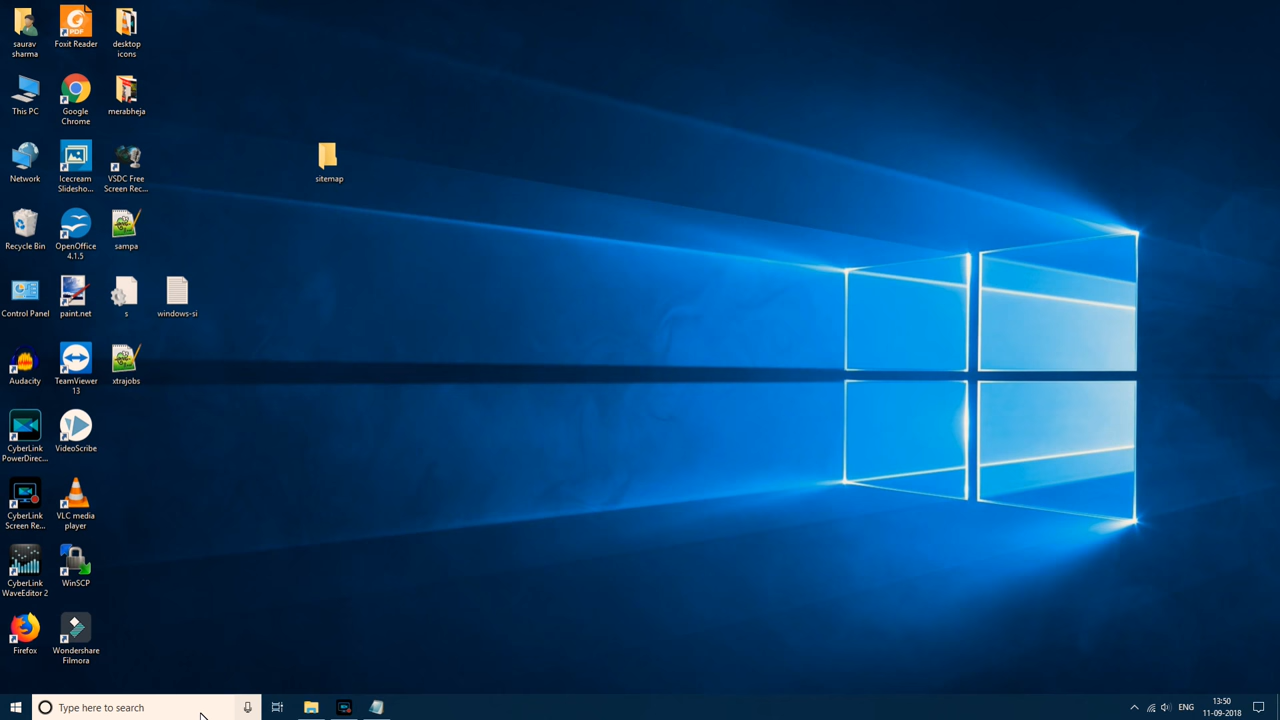 saurav
sharma
Foxit Reader
desktop
icons
This PC
Google
Chrome
merabheja
Network
Icecream
Slidesho...
VSDC Free
Screen Rec...
sitemap
Recycle Bin
OpenOffice
4.1.5
sampa
Control Panel
paint.net
s
windows-si
Audacity
TeamViewer
13
xtrajobs
CyberLink
PowerDirec...
VideoScribe
CyberLink
Screen Re...
VLC media
player
CyberLink
WaveEditor 2
WinSCP
Firefox
Wondershare
Filmora
Type here to search
ENG
13:50
11-09-2018
PDF